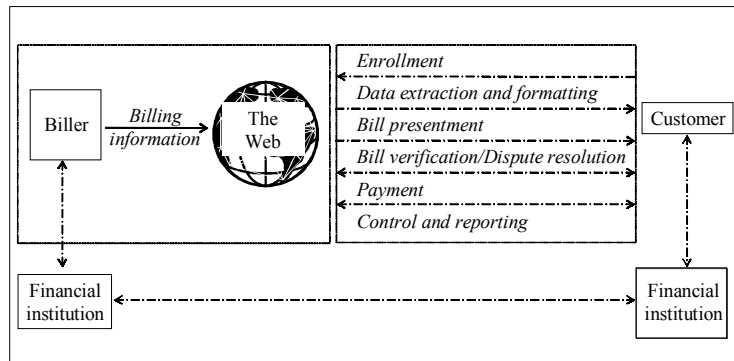 Enrollment
Data extraction and formatting
Biller
Billing
information
The
Web
Bill presentment
Customer
Bill verification/Dispute resolution
Payment
Control and reporting
Financial
institution
Financial
institution